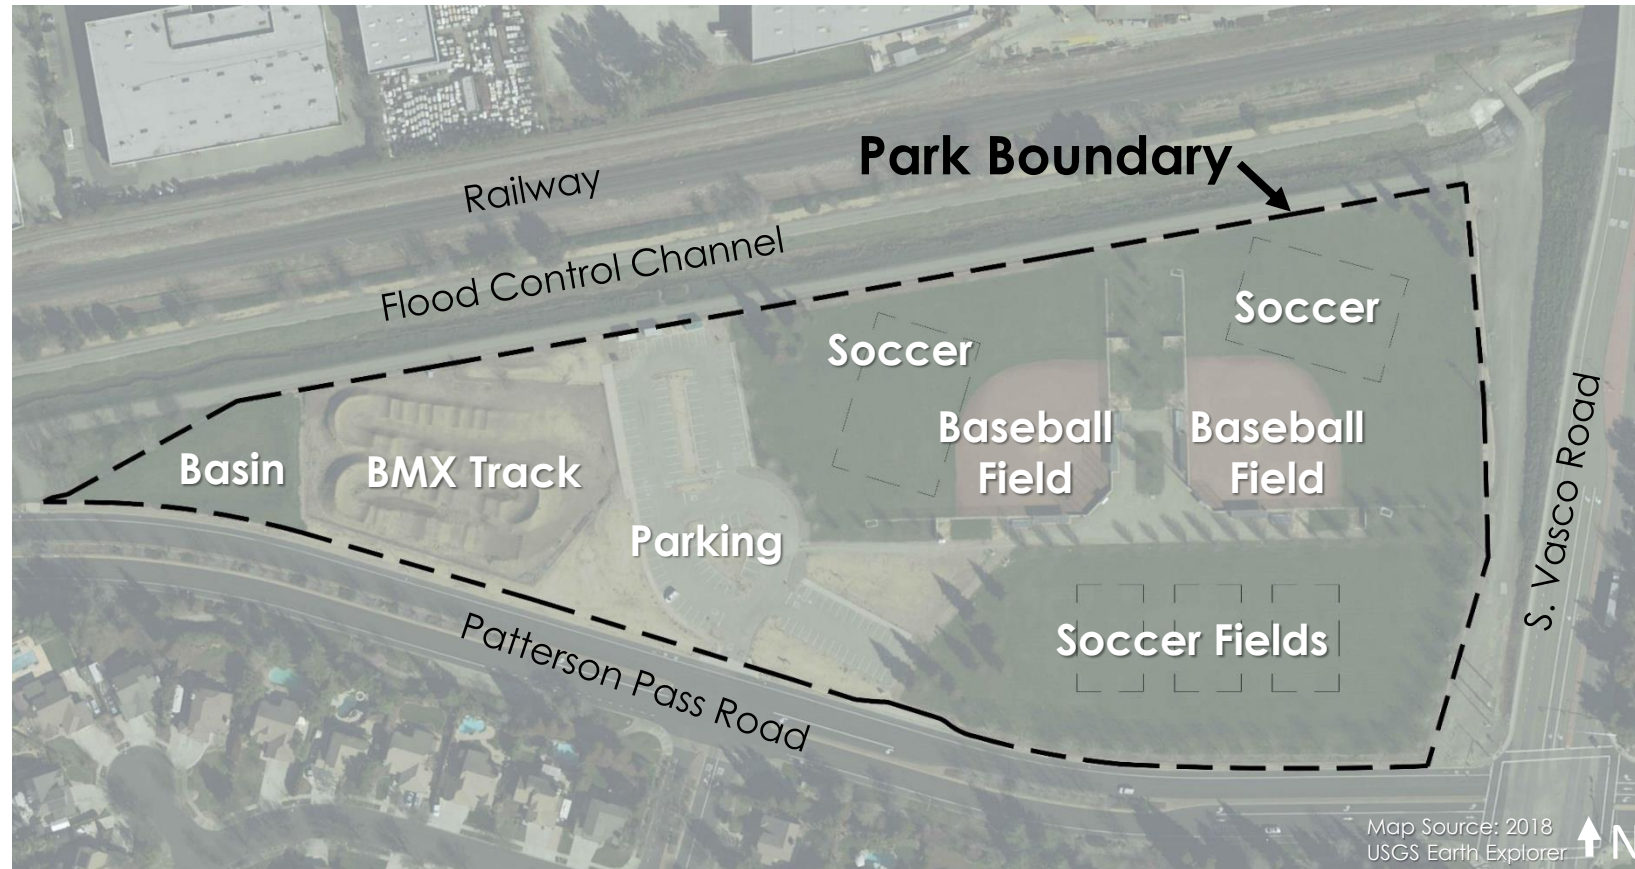 Park Boundary
Railway
Flood Control Channel
Soccer
Soccer
Baseball
Field
Baseball
Field
Basin
BMX Track
Parking
S. Vasco Road
Soccer Fields
Patterson Pass Road
Map Source: 2018
USGS Earth Explorer
N